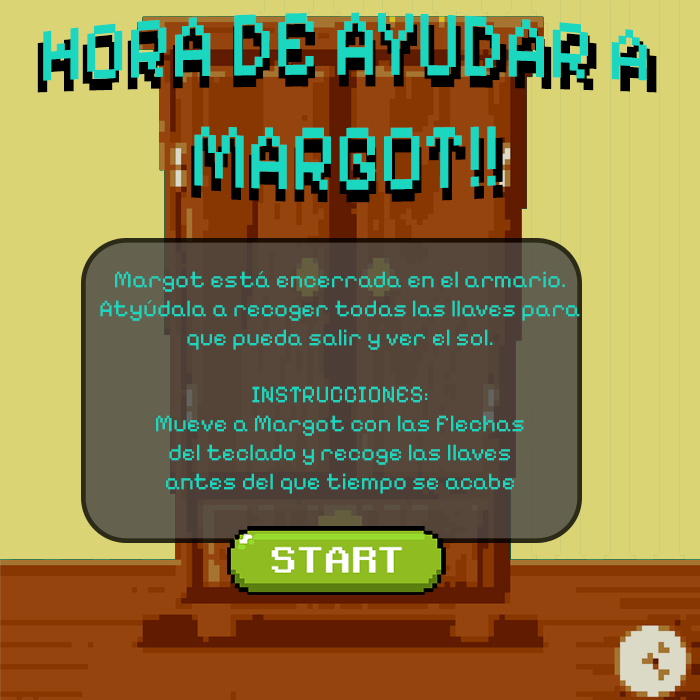 HORA DE AYUDAR A
MARGOT!!
Margot está encerrada en el armario.
Atyúdala a recoger todas las llaves para
que pueda salir y ver el sol.
INSTRUCCIONES:
Mueve a Margot con las flechas
del teclado y recoge las llaves
antes del que tiempo se acabe
START